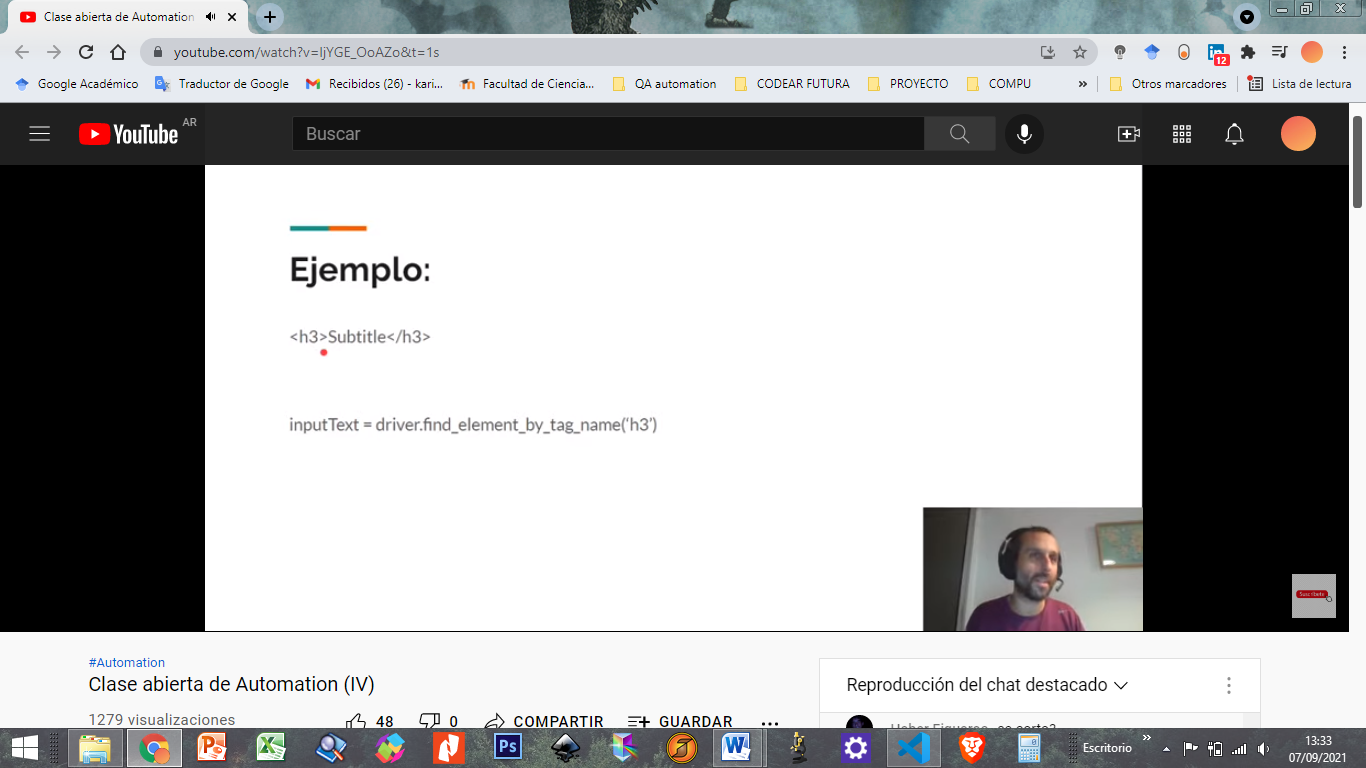 Clase abierta de Automation
youtube.com/watch?v=IjYGE_OoAZo&t=1s
12
Google Académico
Traductor de Google
Recibidos (26) - kari...
Facultad de Ciencia...
QA automation
CODEAR FUTURA
PROYECTO
COMPU
»
Otros marcadores
Lista de lectura
YouTube
AR
Buscar
Ejemplo:
<h3>Subtitle</h3>
inputText = driver.find_element_by_tag_name('h3')
Suscríbete
#Automation
Clase abierta de Automation (IV)
1279 visualizaciones
48
0
COMPARTIR
GUARDAR
...
Reproducción del chat destacado
Ps
Escritorio
»
13:33
07/09/2021